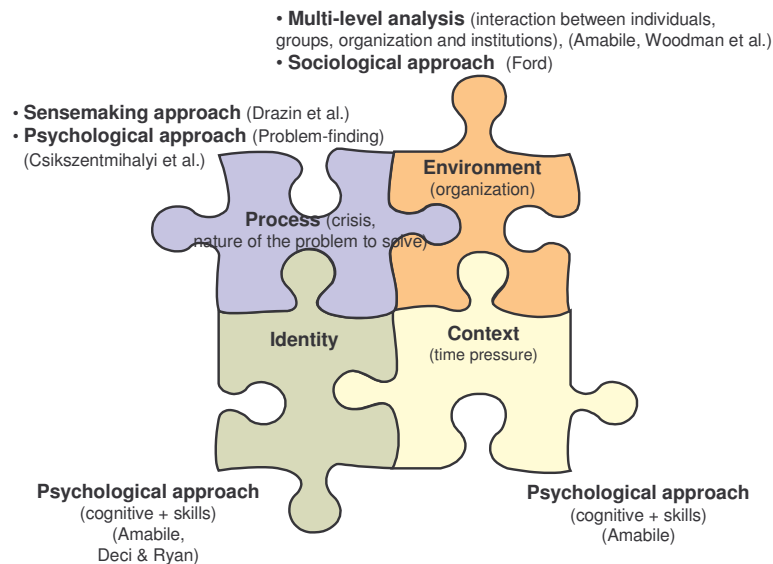 • Multi-level analysis (interaction between individuals,
groups, organization and institutions), (Amabile, Woodman et al.)
• Sociological approach (Ford)
• Sensemaking approach (Drazin et al.)
• Psychological approach (Problem-finding)
(Csikszentmihalyi et al.)
Environment
(organization)
Process (crisis,
nature of the problem to solve)
Identity
Context
(time pressure)
Psychological approach
(cognitive + skills)
(Amabile,
Deci & Ryan)
Psychological approach
(cognitive + skills)
(Amabile)